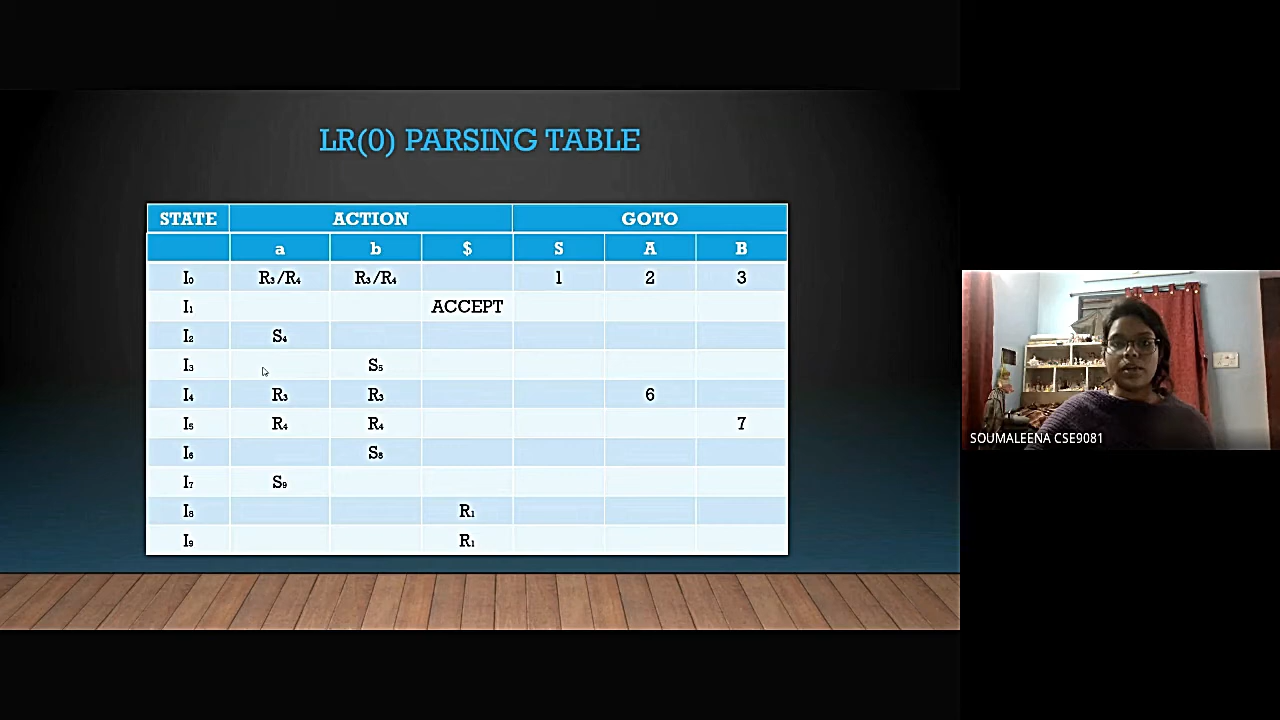 LR(0) PARSING TABLE
STATE ACTION GOTO
a b $ S A B
I₀ R₃/R₄ R₃/R₄ 1 2 3
I₁ ACCEPT
I₂ S₄
I₃ S₅
I₄ R₃ R₃ 6
I₅ R₄ R₄ 7
I₆ S₈
I₇ S₉
I₈ R₁
I₉ R₁
SOUMALEENA CSE9081